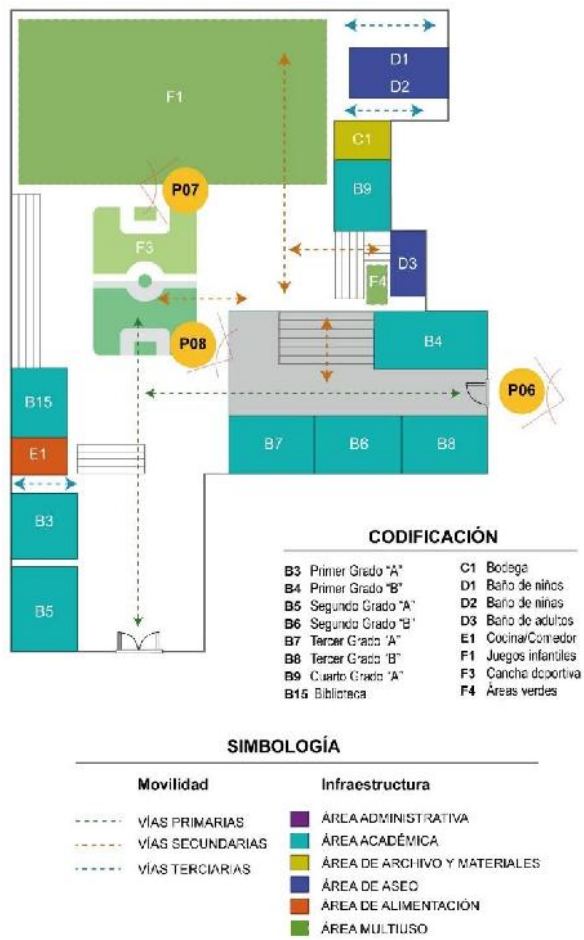 D1
D2
F1
C1
B9
P07
F3
D3
F4
P08
B4
P06
B15
B7 B6 B8
E1
B3
B5
CODIFICACIÓN
B3 Primer Grado "A"
B4 Primer Grado "B"
B5 Segundo Grado "A"
B6 Segundo Grado "B"
B7 Tercer Grado "A"
B8 Tercer Grado "B"
B9 Cuarto Grado "A"
B15 Biblioteca
C1 Bodega
D1 Baño de niños
D2 Baño de niñas
D3 Baño de adultos
E1 Cocina/Comedor
F1 Juegos infantiles
F3 Cancha deportiva
F4 Áreas verdes
SIMBOLOGÍA
Movilidad
VÍAS PRIMARIAS
VÍAS SECUNDARIAS
VÍAS TERCIARIAS
Infraestructura
ÁREA ADMINISTRATIVA
ÁREA ACADÉMICA
ÁREA DE ARCHIVO Y MATERIALES
ÁREA DE ASEO
ÁREA DE ALIMENTACIÓN
ÁREA MULTIUSO